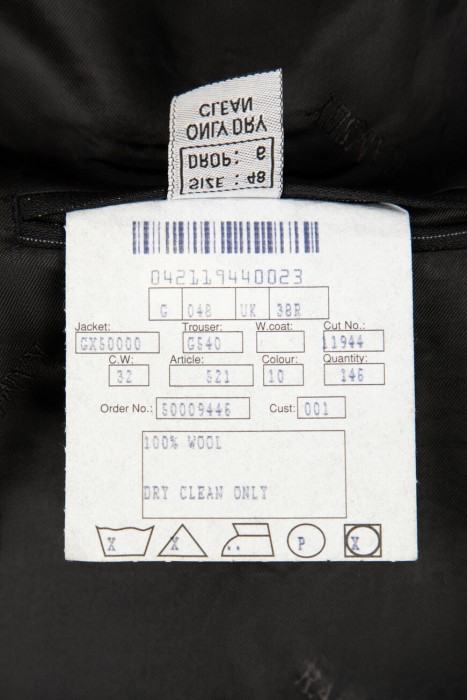 SIZE : 48
DROP: 6
ONLY DRY
CLEAN
042119440023
G 048 UK 38R
Jacket: Trouser: W.coat: Cut No.:
GX50000 G540 11944
C.W: Article: Colour: Quantity:
32 521 10 146
Order No.: 50009446 Cust: 001
100% WOOL
DRY CLEAN ONLY
X X .. P X